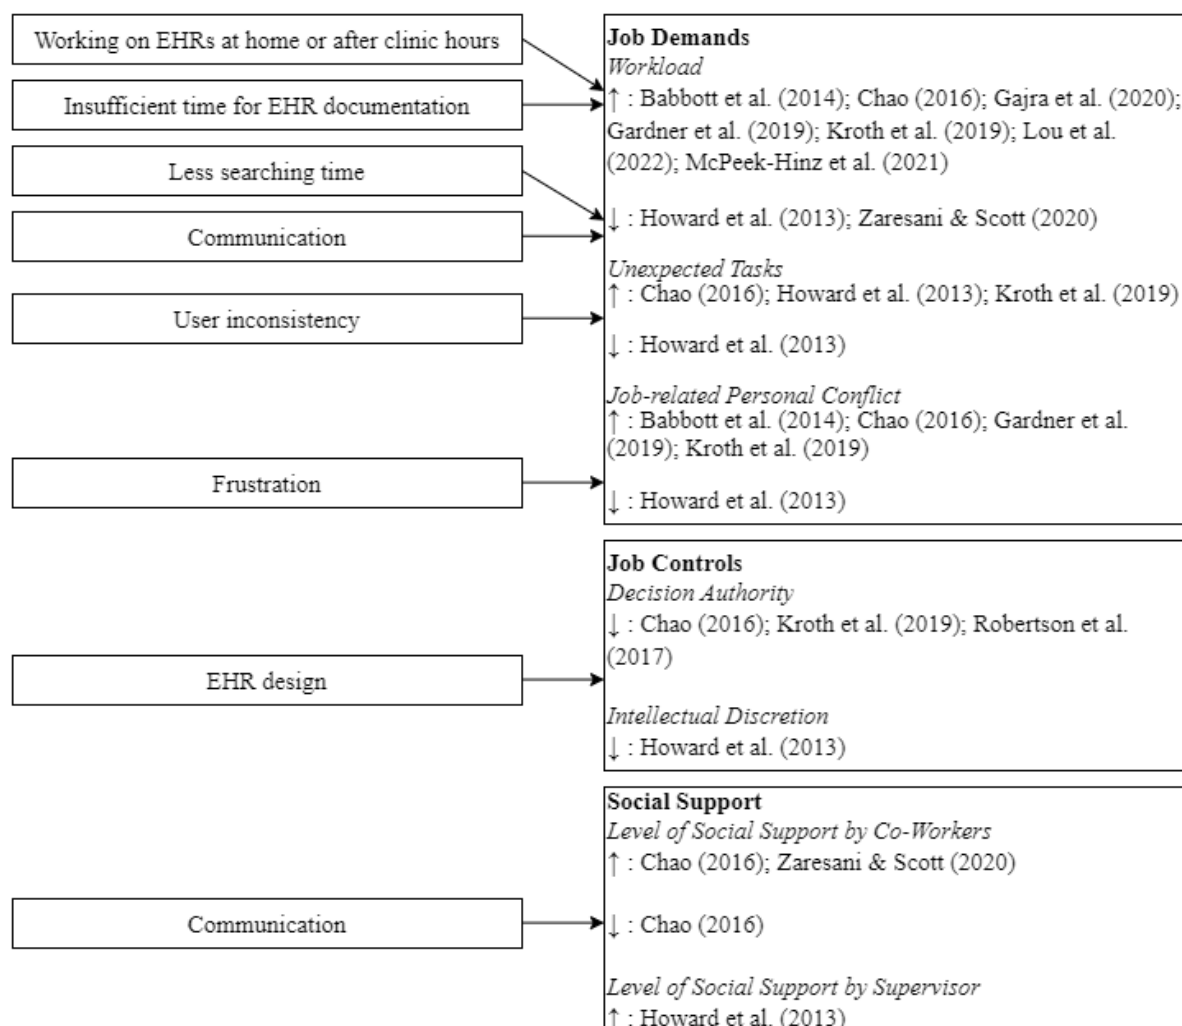 Working on EHRs at home or after clinic hours
Insufficient time for EHR documentation
Less searching time
Communication
User inconsistency
Frustration
EHR design
Communication
Job Demands
Workload
↑ : Babbott et al. (2014); Chao (2016); Gajra et al. (2020);
Gardner et al. (2019); Kroth et al. (2019); Lou et al.
(2022); McPeek-Hinz et al. (2021)
↓ : Howard et al. (2013); Zaresani & Scott (2020)
Unexpected Tasks
↑ : Chao (2016); Howard et al. (2013); Kroth et al. (2019)
↓ : Howard et al. (2013)
Job-related Personal Conflict
↑ : Babbott et al. (2014); Chao (2016); Gardner et al.
(2019); Kroth et al. (2019)
↓ : Howard et al. (2013)
Job Controls
Decision Authority
↓ : Chao (2016); Kroth et al. (2019); Robertson et al.
(2017)
Intellectual Discretion
↓ : Howard et al. (2013)
Social Support
Level of Social Support by Co-Workers
↑ : Chao (2016); Zaresani & Scott (2020)
↓ : Chao (2016)
Level of Social Support by Supervisor
↑ : Howard et al. (2013)